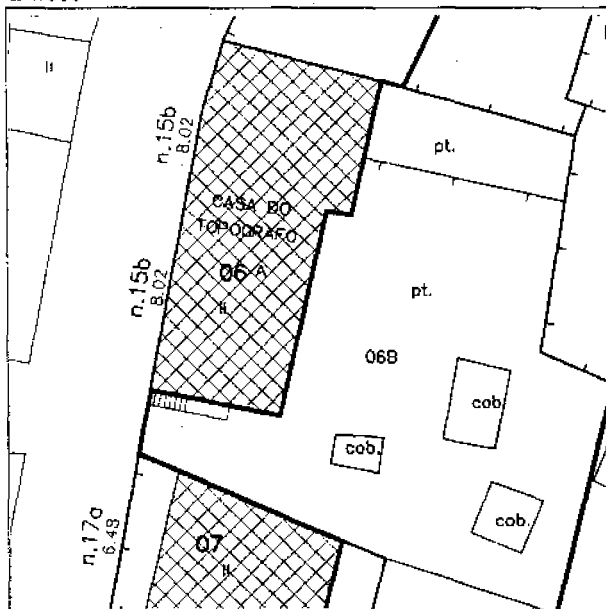 II
n.15b
8.02
pt.
CASA DO
TOPOGRAFO
06-A
II
n.15b
8.02
pt.
06B
cob.
cob.
cob.
n.17a
6.48
07
II